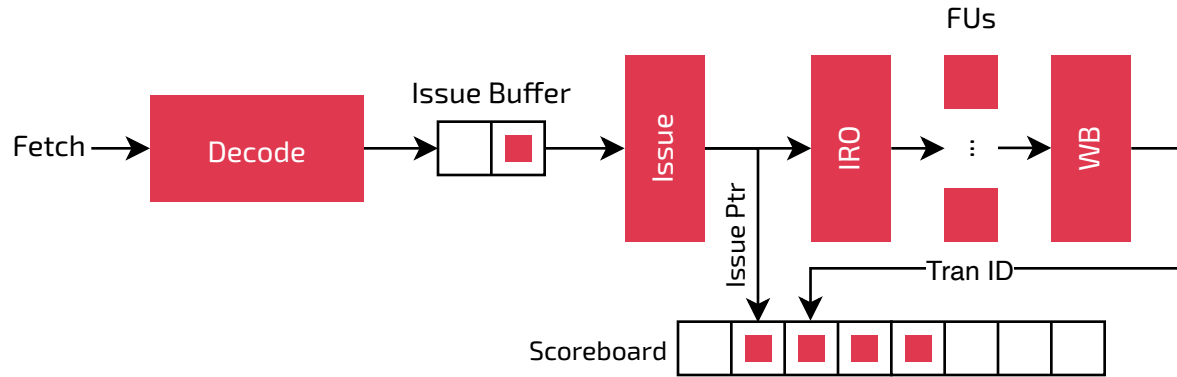 FUs
Issue Buffer
Fetch
Decode
Issue
IRO
...
WB
Issue Ptr
Tran ID
Scoreboard